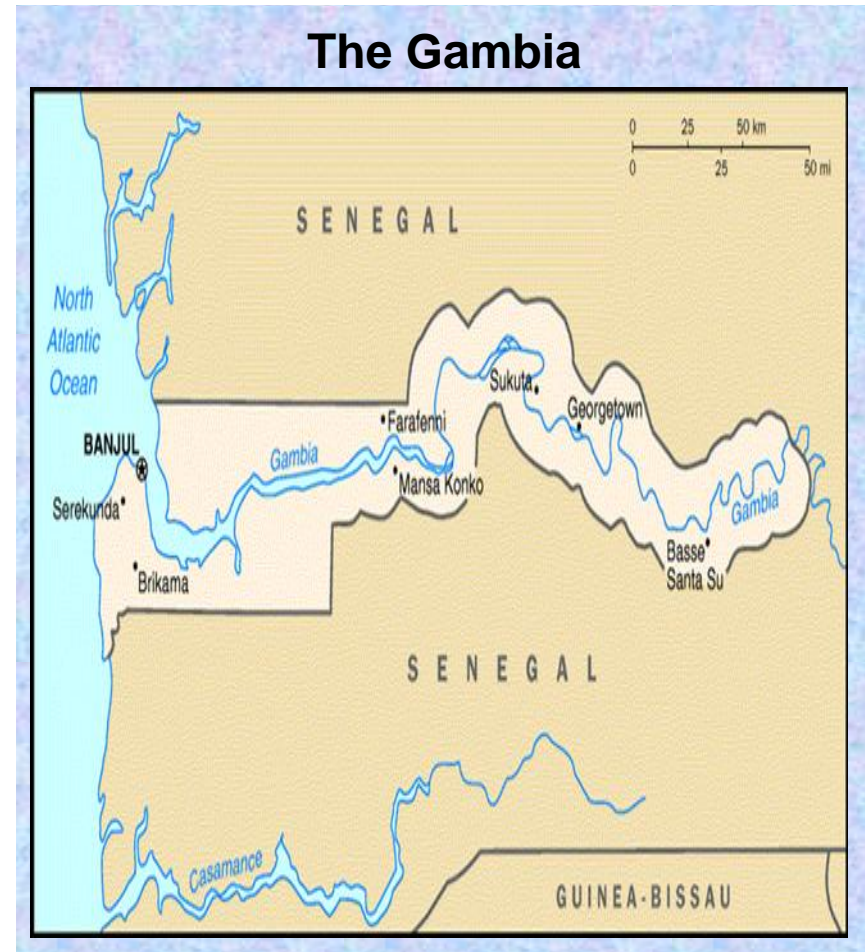 The Gambia
0 25 50 km
0 25 50 mi
SENEGAL
North
Atlantic
Ocean
Sukuta
Georgetown
Farafenni
BANJUL
Gambia
Mansa Konko
Serekunda
Gambia
Basse
Santa Su
Brikama
SENEGAL
Casamance
GUINEA-BISSAU